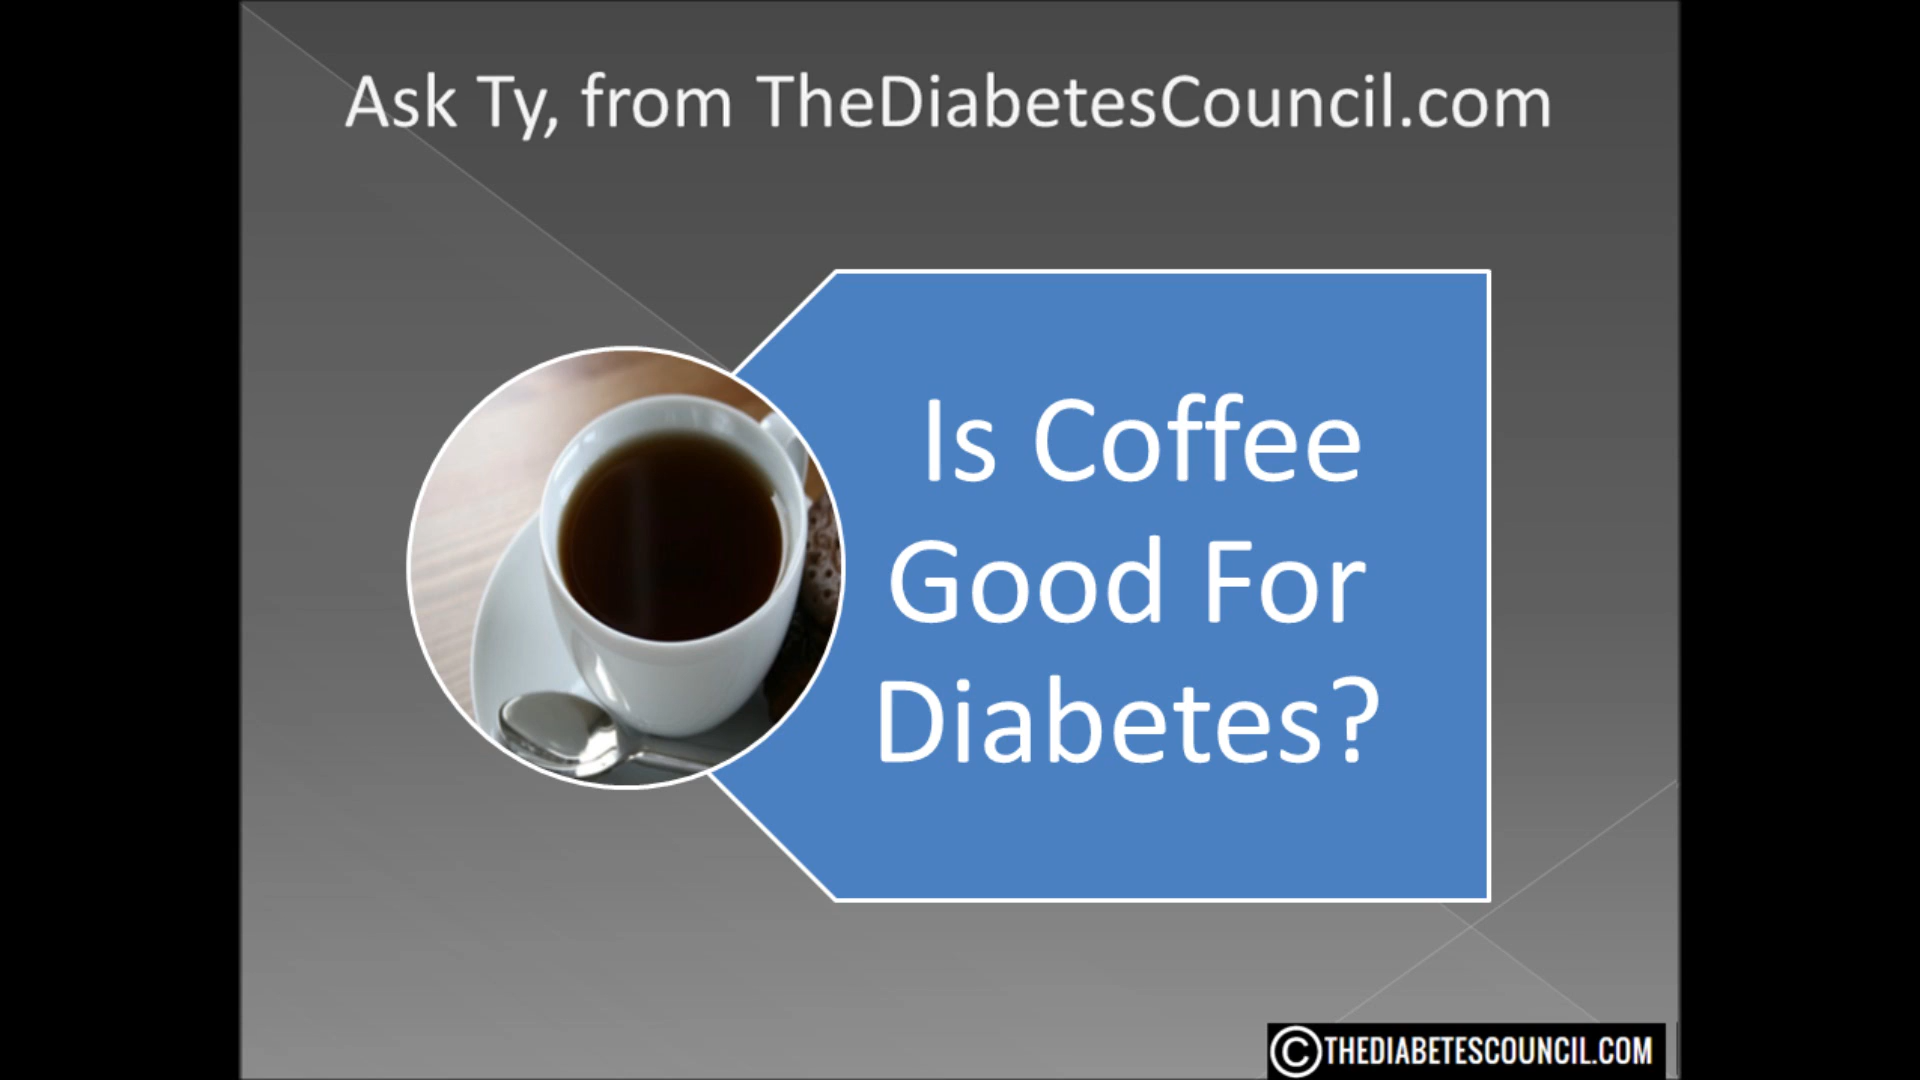 Ask Ty, from TheDiabetesCouncil.com
Is Coffee
Good For
Diabetes?
©THEDIABETESCOUNCIL.COM